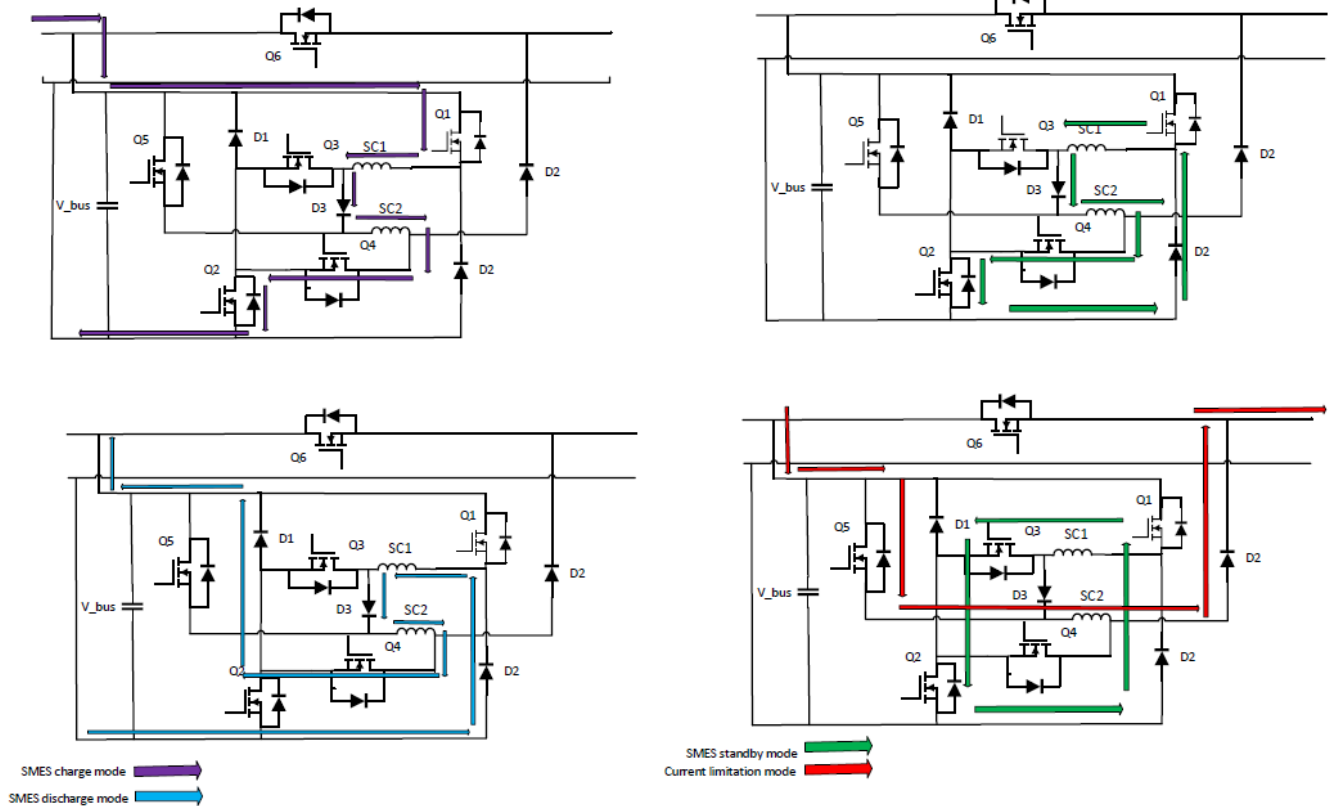 Q6
Q1
Q5
D1
Q3
SC1
D2
V_bus
D3
SC2
Q4
Q2
D2
Q6
Q1
Q5
D1
Q3
SC1
D2
V_bus
D3
SC2
Q4
Q2
D2
Q6
Q1
Q5
D1
Q3
SC1
D2
V_bus
D3
SC2
Q4
Q2
D2
Q6
Q1
Q5
D1
Q3
SC1
D2
V_bus
D3
SC2
Q4
Q2
D2
SMES charge mode
SMES discharge mode
SMES standby mode
Current limitation mode